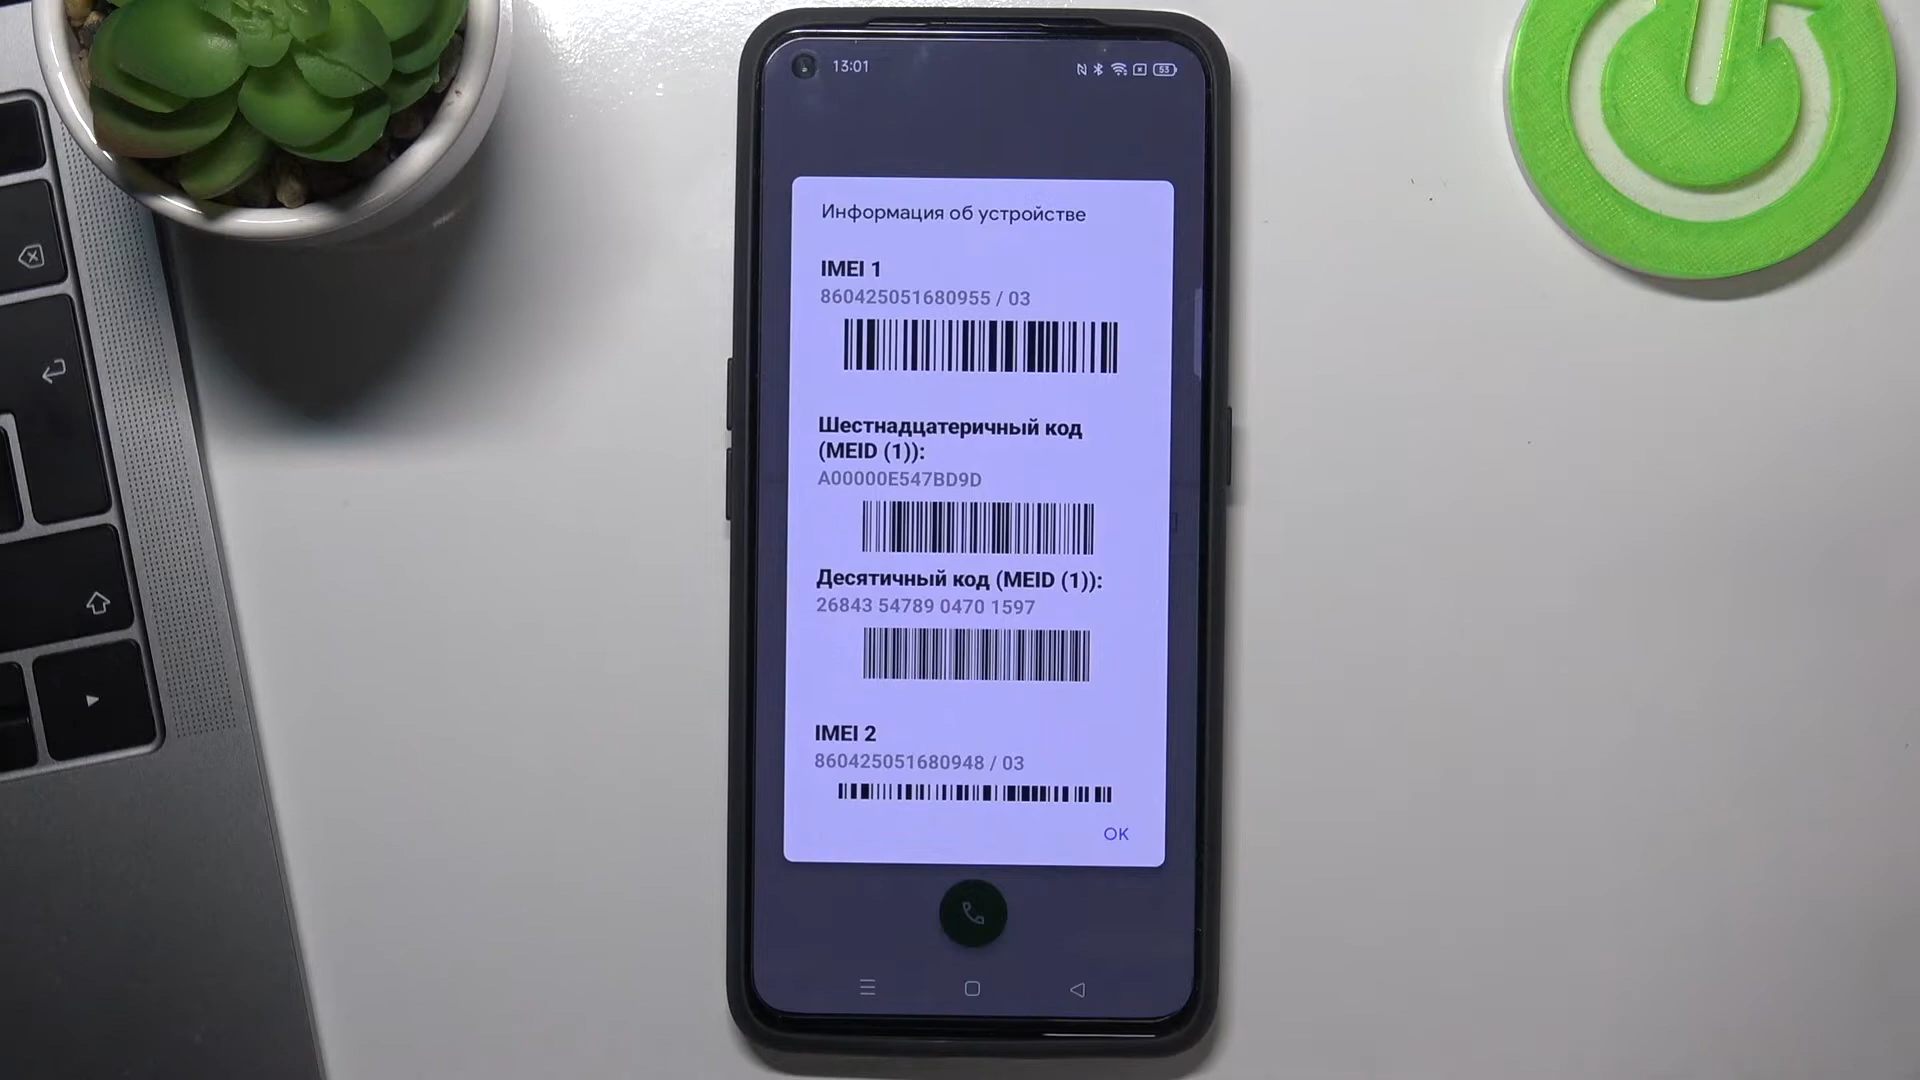 13:01
53
Информация об устройстве
IMEI 1
860425051680955 / 03
Шестнадцатеричный код
(MEID (1)):
A00000E547BD9D
Десятичный код (MEID (1)):
26843 54789 0470 1597
IMEI 2
860425051680948 / 03
OK